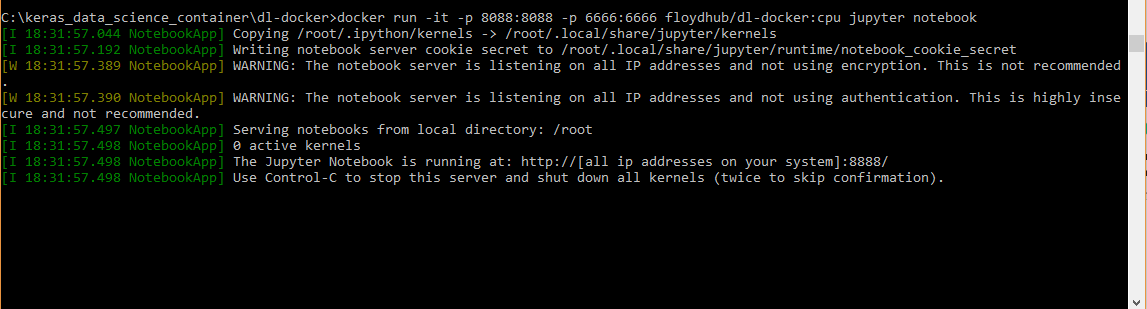 C:\keras_data_science_container\dl-docker>docker run -it -p 8088:8088 -p 6666:6666 floydhub/dl-docker:cpu jupyter notebook
[I 18:31:57.044 NotebookApp] Copying /root/.ipython/kernels -> /root/.local/share/jupyter/kernels
[I 18:31:57.192 NotebookApp] Writing notebook server cookie secret to /root/.local/share/jupyter/runtime/notebook_cookie_secret
[W 18:31:57.389 NotebookApp] WARNING: The notebook server is listening on all IP addresses and not using encryption. This is not recommended
.
[W 18:31:57.390 NotebookApp] WARNING: The notebook server is listening on all IP addresses and not using authentication. This is highly inse
cure and not recommended.
[I 18:31:57.497 NotebookApp] Serving notebooks from local directory: /root
[I 18:31:57.498 NotebookApp] 0 active kernels
[I 18:31:57.498 NotebookApp] The Jupyter Notebook is running at: http://[all ip addresses on your system]:8888/
[I 18:31:57.498 NotebookApp] Use Control-C to stop this server and shut down all kernels (twice to skip confirmation).